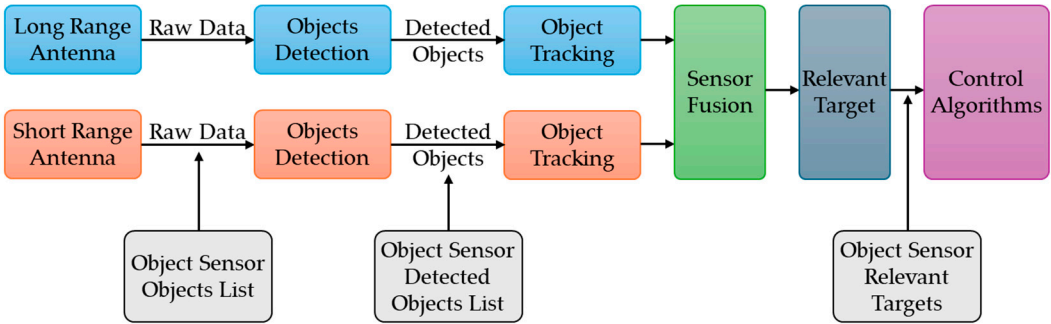 Long Range
Antenna
Raw Data
Objects
Detection
Detected
Objects
Object
Tracking
Sensor
Fusion
Relevant
Target
Control
Algorithms
Short Range
Antenna
Raw Data
Objects
Detection
Detected
Objects
Object
Tracking
Object Sensor
Objects List
Object Sensor
Detected
Objects List
Object Sensor
Relevant
Targets